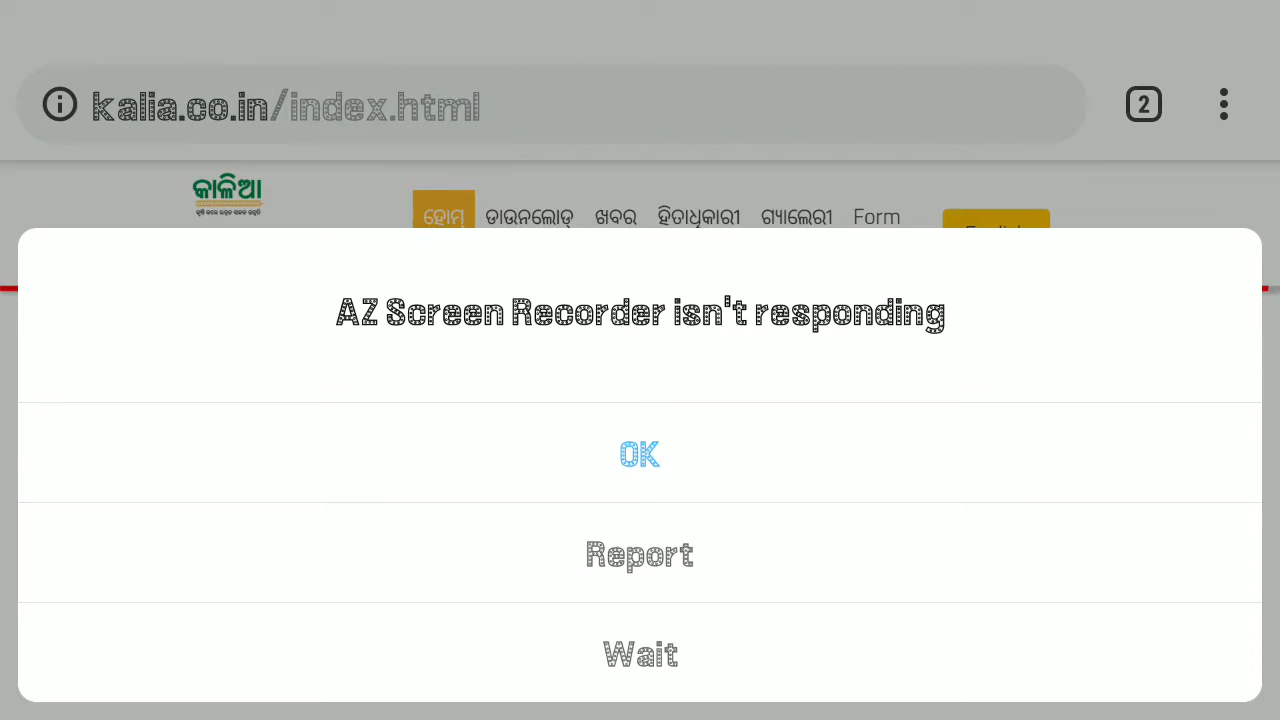 kalia.co.in/index.html
2
କାଳିଆ
ହୋମ୍ ଡାଉନଲୋଡ୍ ଖବର ହିତାଧିକାରୀ ଗ୍ୟାଲେରୀ Form
AZ Screen Recorder isn't responding
OK
Report
Wait